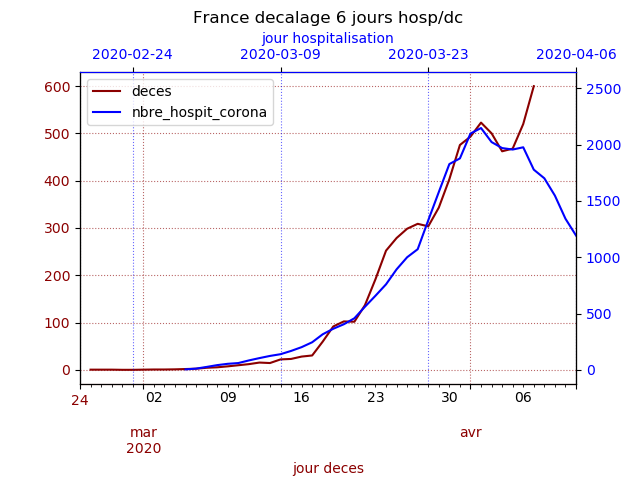 France decalage 6 jours hosp/dc
jour hospitalisation
2020-02-24 2020-03-09 2020-03-23 2020-04-06
deces
nbre_hospit_corona
600
500
400
300
200
100
0
2500
2000
1500
1000
500
0
24 02 09 16 23 30 06
mar avr
2020
jour deces